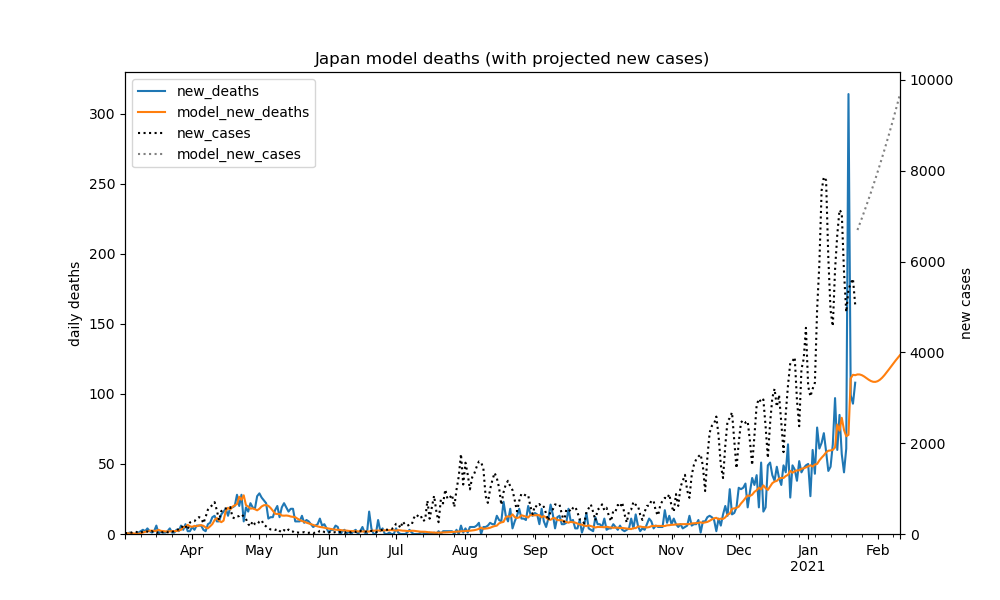 Japan model deaths (with projected new cases)
new_deaths
model_new_deaths
new_cases
model_new_cases
daily deaths
300
250
200
150
100
50
0
10000
8000
6000
4000
2000
0
new cases
Apr May Jun Jul Aug Sep Oct Nov Dec Jan Feb
2021